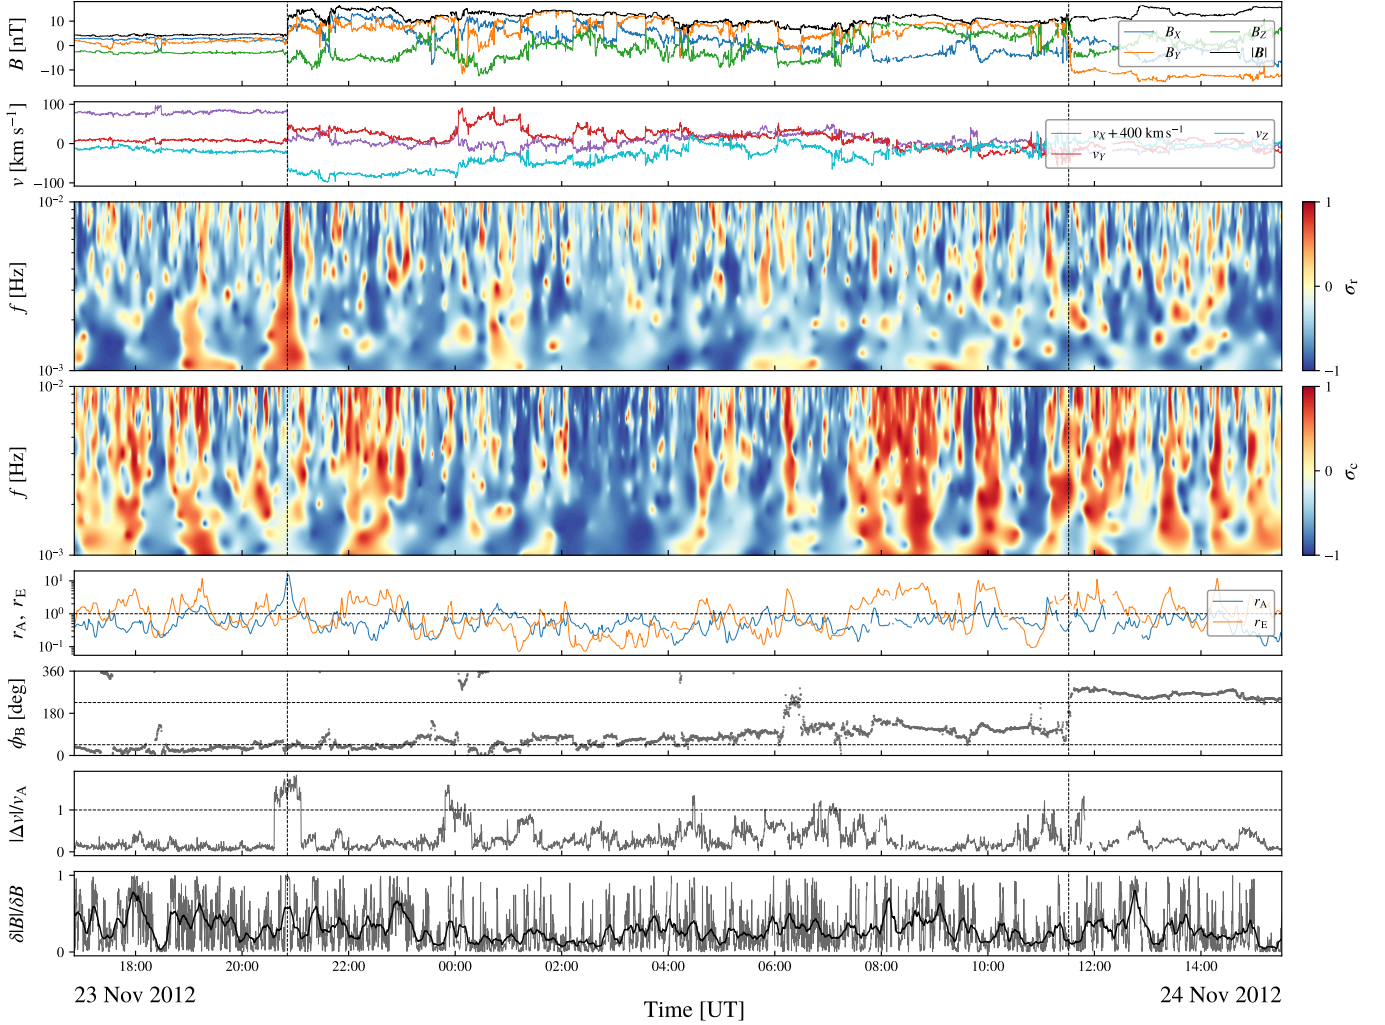 B [nT]
10
0
−10
B_X
B_Y
B_Z
|B|
v [km s⁻¹]
100
0
−100
v_X + 400 km s⁻¹
v_Y
v_Z
f [Hz]
10⁻²
10⁻³
1
0
−1
σ_r
f [Hz]
10⁻²
10⁻³
1
0
−1
σ_c
r_A, r_E
10¹
10⁰
10⁻¹
r_A
r_E
ϕ_B [deg]
360
180
0
|Δv|/v_A
1
0
δ|B|/δB
1
0
18:00 20:00 22:00 00:00 02:00 04:00 06:00 08:00 10:00 12:00 14:00
23 Nov 2012
Time [UT]
24 Nov 2012